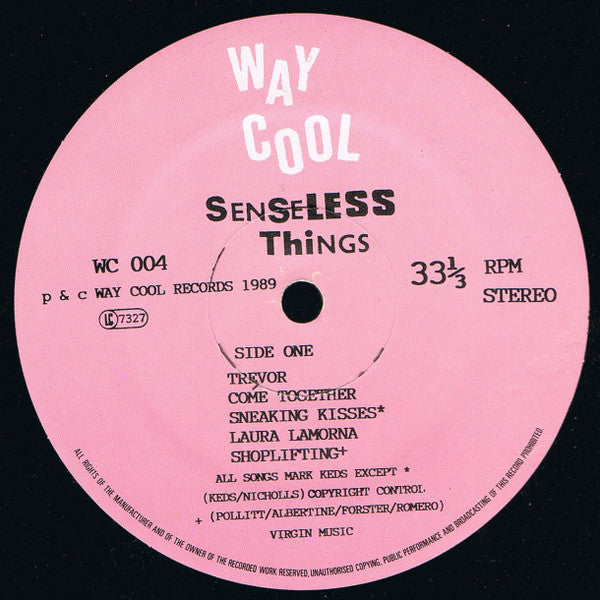 WAY
COOL
SENSELESS
THiNGS
WC 004
p & c WAY COOL RECORDS 1989
LC 7327
33⅓ RPM
STEREO
SIDE ONE
TREVOR
COME TOGETHER
SNEAKING KISSES*
LAURA LAMORNA
SHOPLIFTING+
ALL SONGS MARK KEDS EXCEPT *
(KEDS/NICHOLLS)COPYRIGHT CONTROL
+ (POLLITT/ALBERTINE/FORSTER/ROMERO)
VIRGIN MUSIC
ALL RIGHTS OF THE MANUFACTURER AND OF THE OWNER OF THE RECORDED WORK RESERVED, UNAUTHORISED COPYING, PUBLIC PERFORMANCE AND BROADCASTING OF THIS RECORD PROHIBITED.